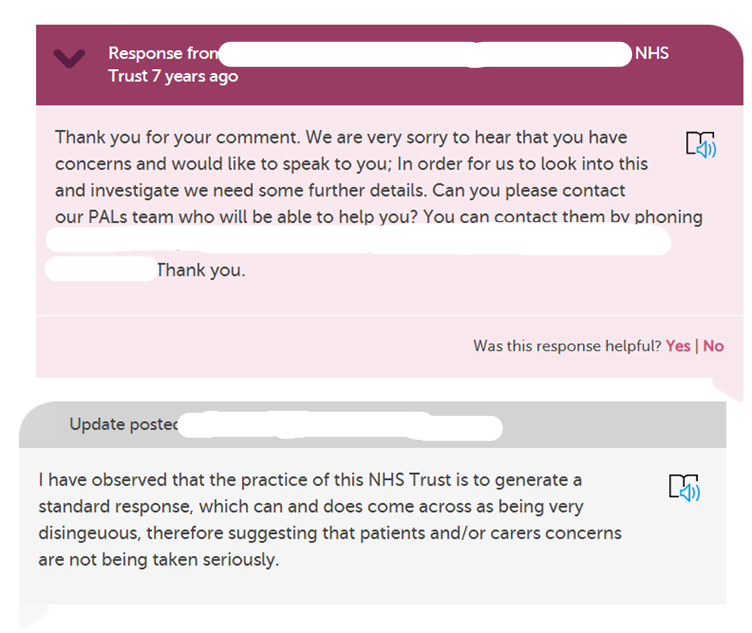 Response from NHS
Trust 7 years ago
Thank you for your comment. We are very sorry to hear that you have
concerns and would like to speak to you; In order for us to look into this
and investigate we need some further details. Can you please contact
our PALs team who will be able to help you? You can contact them by phoning
Thank you.
Was this response helpful? Yes | No
Update posted
I have observed that the practice of this NHS Trust is to generate a
standard response, which can and does come across as being very
disingeuous, therefore suggesting that patients and/or carers concerns
are not being taken seriously.